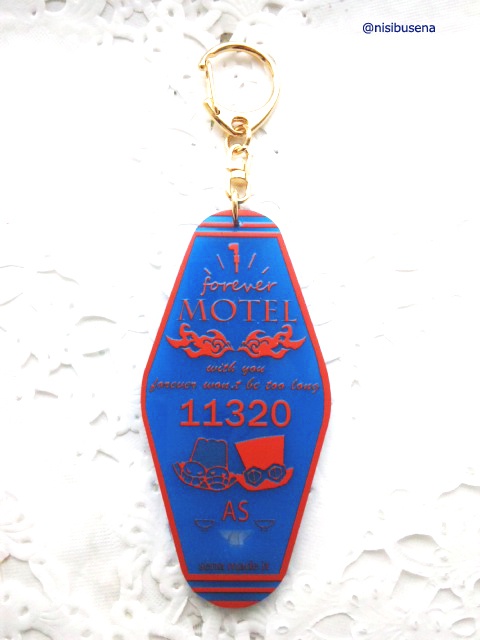 @nisibusena
1
forever
MOTEL
with you
forever won.t be too long
11320
AS